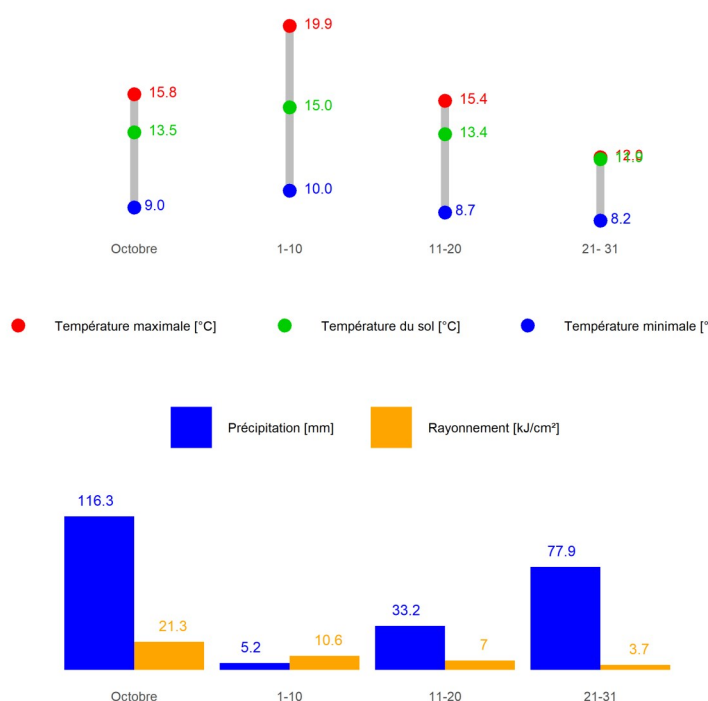 19.9
15.8
15.4
15.0
13.5
13.4
10.0
9.0
8.7
8.2
Octobre 1-10 11-20 21- 31
Température maximale [°C] Température du sol [°C] Température minimale [°
Précipitation [mm] Rayonnement [kJ/cm²]
116.3
77.9
33.2
21.3
5.2 10.6 7 3.7
Octobre 1-10 11-20 21-31